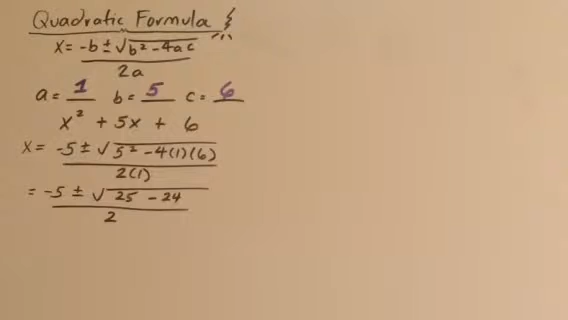 Quadratic Formula
x = -b ± √b² - 4ac / 2a
a = 1 b = 5 c = 6
x² + 5x + 6
x = -5 ± √5² - 4(1)(6) / 2(1)
= -5 ± √25 - 24 / 2